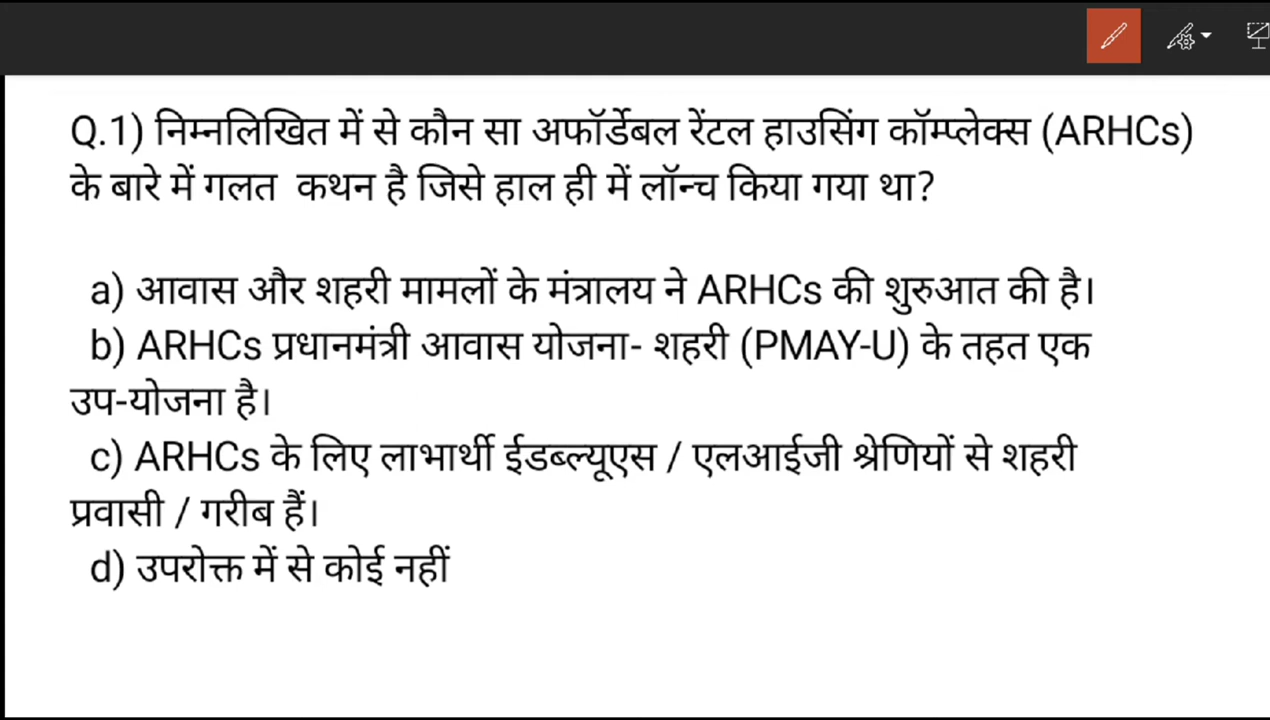 Q.1) निम्नलिखित में से कौन सा अफॉर्डेबल रेंटल हाउसिंग कॉम्प्लेक्स (ARHCs)
के बारे में गलत कथन है जिसे हाल ही में लॉन्च किया गया था?
a) आवास और शहरी मामलों के मंत्रालय ने ARHCs की शुरुआत की है।
b) ARHCs प्रधानमंत्री आवास योजना- शहरी (PMAY-U) के तहत एक
उप-योजना है।
c) ARHCs के लिए लाभार्थी ईडब्ल्यूएस / एलआईजी श्रेणियों से शहरी
प्रवासी / गरीब हैं।
d) उपरोक्त में से कोई नहीं